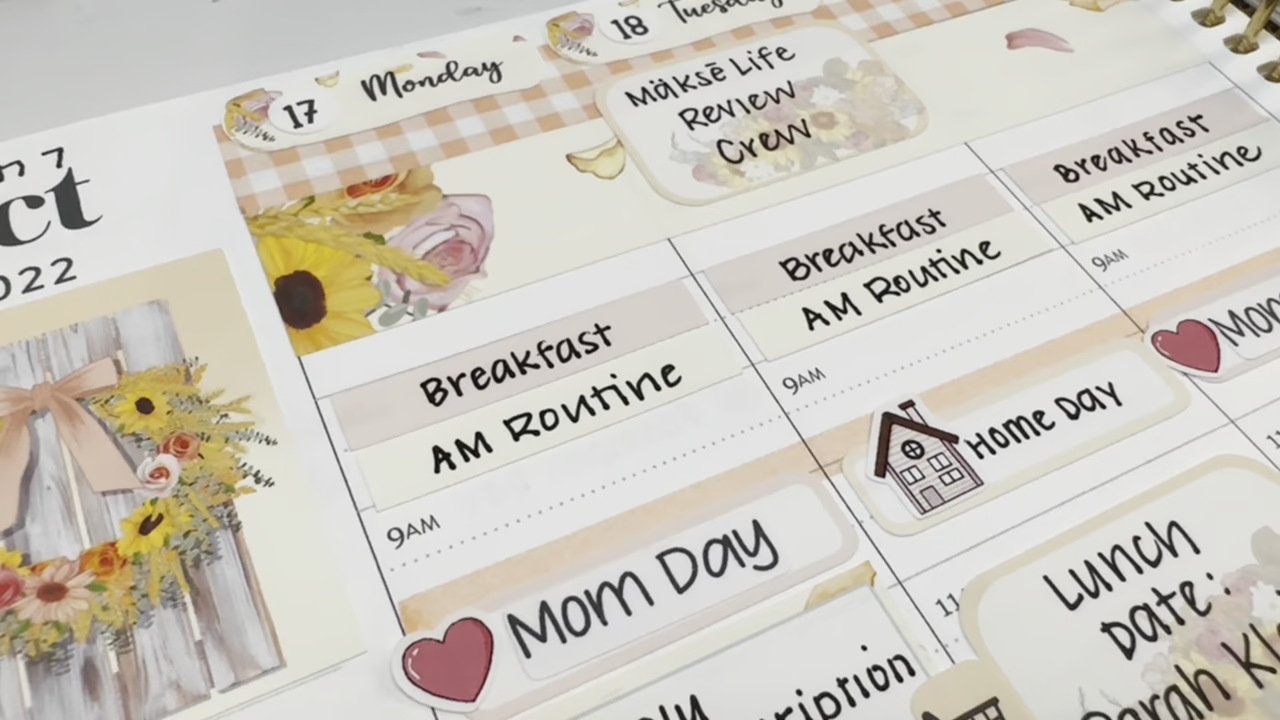 17 Monday
18 Tuesday
Mäksē Life
Review
Crew
2022
Breakfast
AM Routine
9AM
Mom Day
Breakfast
AM Routine
9AM
Home Day
Lunch
Date:
Breakfast
AM Routine
9AM